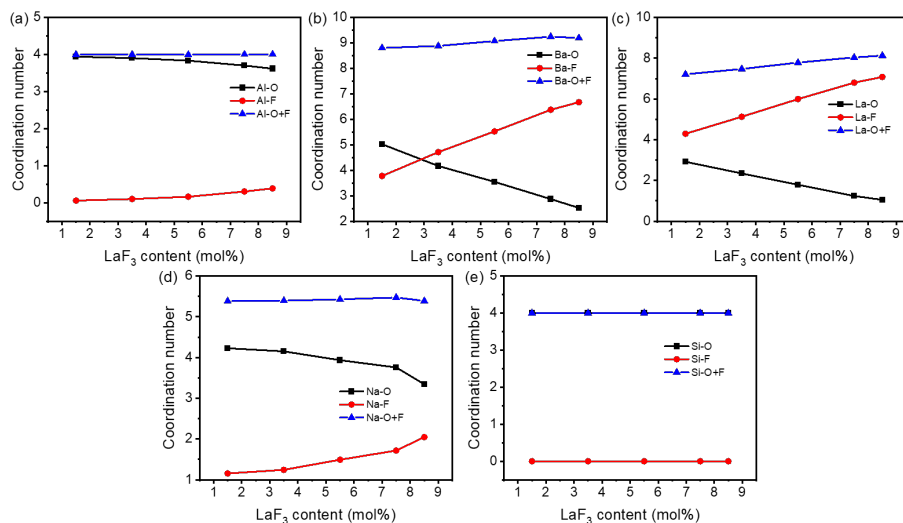 (a)
5
4
3
2
1
0
Coordination number
Al-O
Al-F
Al-O+F
1 2 3 4 5 6 7 8 9
LaF₃ content (mol%)
(b)
10
9
8
7
6
5
4
3
2
Coordination number
Ba-O
Ba-F
Ba-O+F
1 2 3 4 5 6 7 8 9
LaF₃ content (mol%)
(c)
10
8
6
4
2
0
Coordination number
La-O
La-F
La-O+F
1 2 3 4 5 6 7 8 9
LaF₃ content (mol%)
(d)
6
5
4
3
2
1
Coordination number
Na-O
Na-F
Na-O+F
1 2 3 4 5 6 7 8 9
LaF₃ content (mol%)
(e)
5
4
3
2
1
0
Coordination number
Si-O
Si-F
Si-O+F
1 2 3 4 5 6 7 8 9
LaF₃ content (mol%)